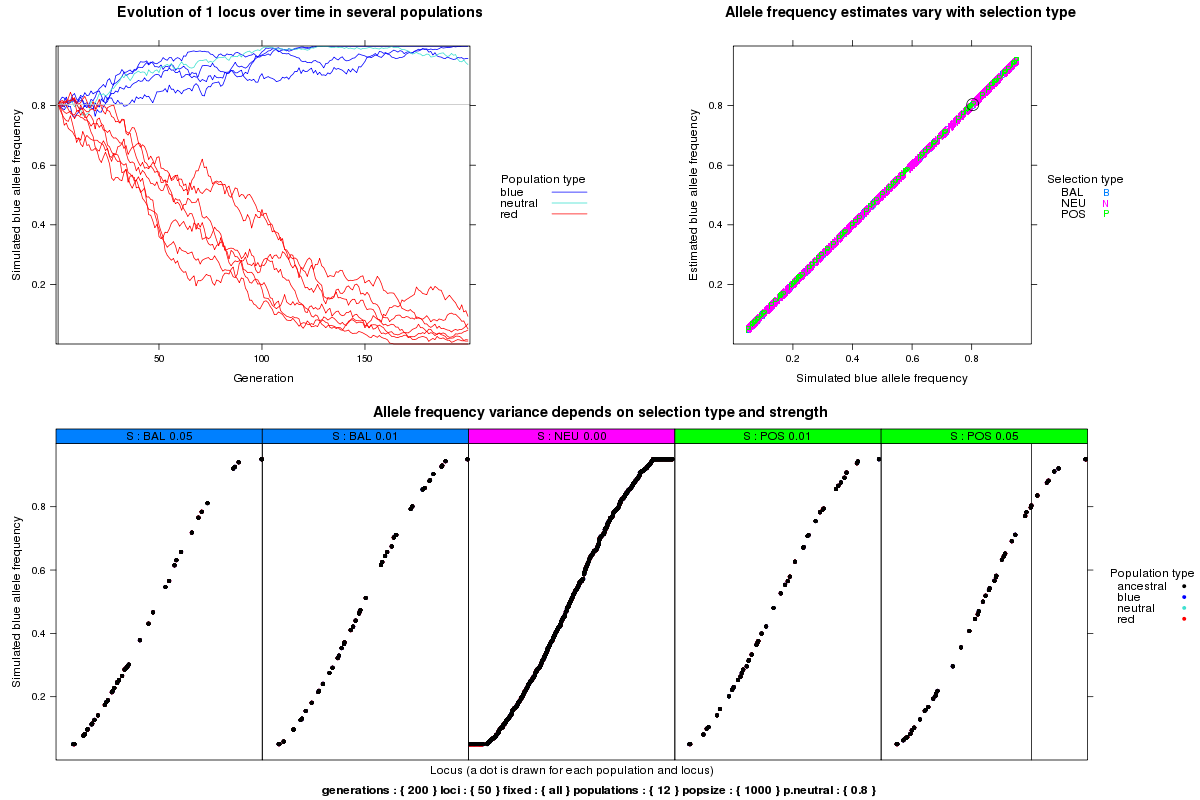 Evolution of 1 locus over time in several populations
Simulated blue allele frequency
0.8
0.6
0.4
0.2
50 100 150
Generation
Population type
blue
neutral
red
Allele frequency estimates vary with selection type
Estimated blue allele frequency
0.8
0.6
0.4
0.2
0.2 0.4 0.6 0.8
Simulated blue allele frequency
Selection type
BAL B
NEU N
POS P
Allele frequency variance depends on selection type and strength
S : BAL 0.05 S : BAL 0.01 S : NEU 0.00 S : POS 0.01 S : POS 0.05
Simulated blue allele frequency
0.8
0.6
0.4
0.2
Locus (a dot is drawn for each population and locus)
Population type
ancestral
blue
neutral
red
generations : { 200 } loci : { 50 } fixed : { all } populations : { 12 } popsize : { 1000 } p.neutral : { 0.8 }